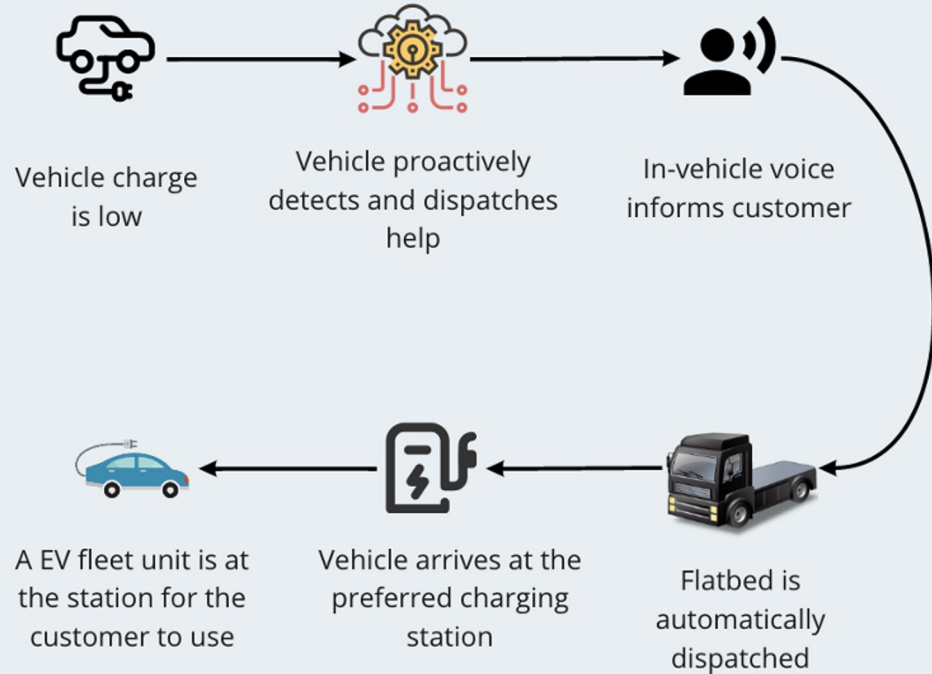 Vehicle charge
is low
Vehicle proactively
detects and dispatches
help
In-vehicle voice
informs customer
A EV fleet unit is at
the station for the
customer to use
Vehicle arrives at the
preferred charging
station
Flatbed is
automatically
dispatched